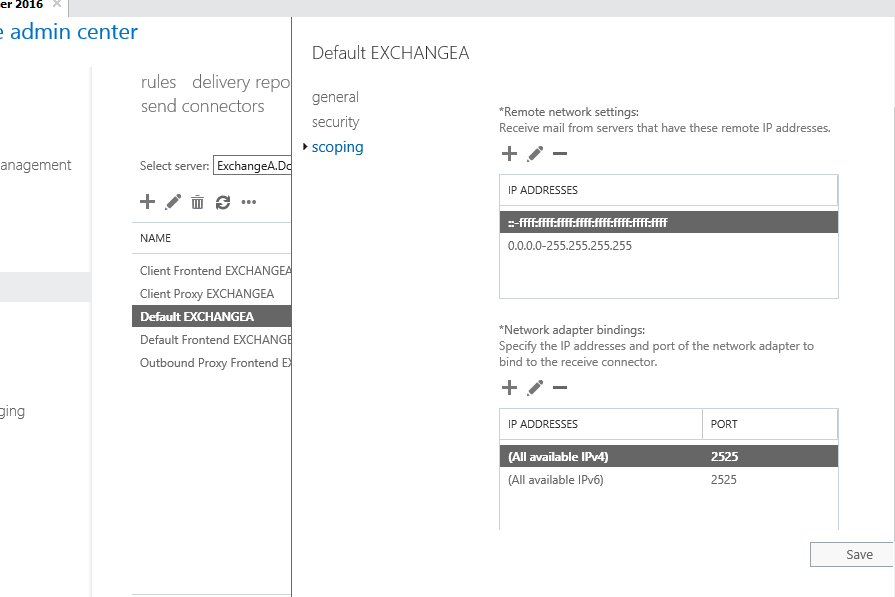 er 2016
e admin center
anagement
ging
rules delivery repo
send connectors
Select server: ExchangeA.Do
NAME
Client Frontend EXCHANGEA
Client Proxy EXCHANGEA
Default EXCHANGEA
Default Frontend EXCHANGE
Outbound Proxy Frontend EX
Default EXCHANGEA
general
security
scoping
*Remote network settings:
Receive mail from servers that have these remote IP addresses.
IP ADDRESSES
::-ffff:ffff:ffff:ffff:ffff:ffff:ffff:ffff
0.0.0.0-255.255.255.255
*Network adapter bindings:
Specify the IP addresses and port of the network adapter to
bind to the receive connector.
IP ADDRESSES PORT
(All available IPv4) 2525
(All available IPv6) 2525
Save